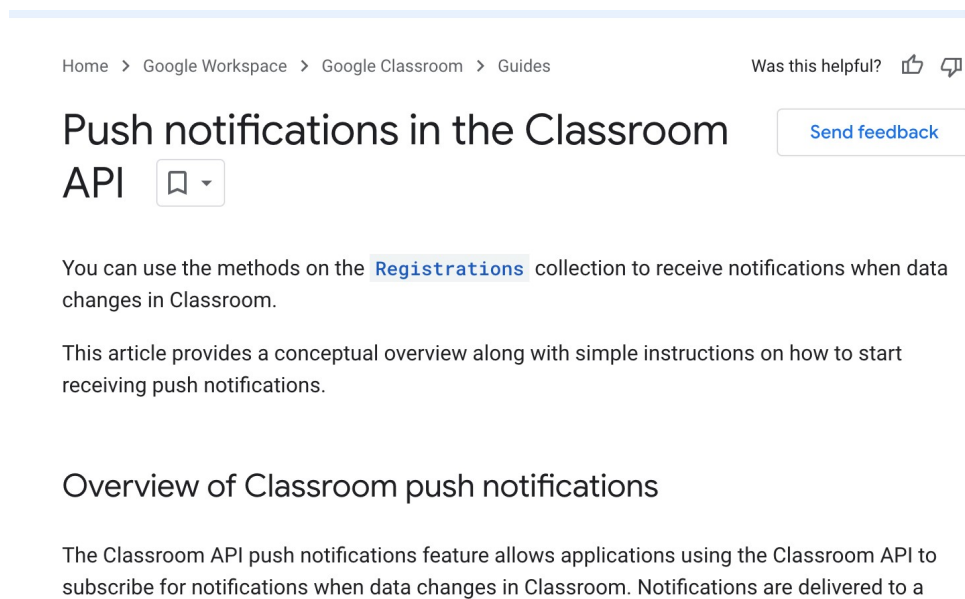 Home > Google Workspace > Google Classroom > Guides
Was this helpful?
Push notifications in the Classroom
API
Send feedback
You can use the methods on the Registrations collection to receive notifications when data
changes in Classroom.
This article provides a conceptual overview along with simple instructions on how to start
receiving push notifications.
Overview of Classroom push notifications
The Classroom API push notifications feature allows applications using the Classroom API to
subscribe for notifications when data changes in Classroom. Notifications are delivered to a